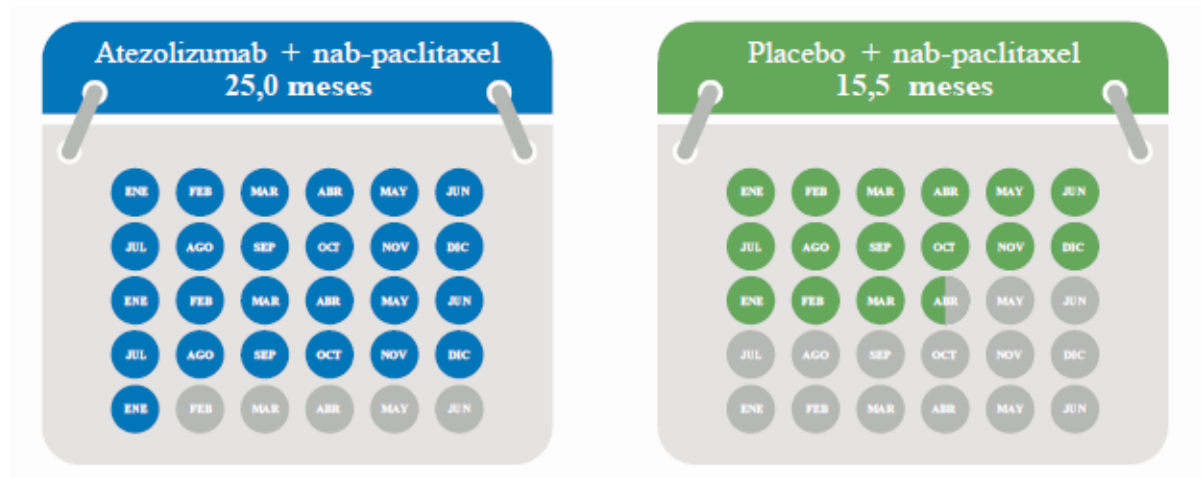 Atezolizumab + nab-paclitaxel
25,0 meses
ENE FEB MAR ABR MAY JUN
JUL AGO SEP OCT NOV DIC
ENE FEB MAR ABR MAY JUN
JUL AGO SEP OCT NOV DIC
ENE FEB MAR ABR MAY JUN
Placebo + nab-paclitaxel
15,5 meses
ENE FEB MAR ABR MAY JUN
JUL AGO SEP OCT NOV DIC
ENE FEB MAR ABR MAY JUN
JUL AGO SEP OCT NOV DIC
ENE FEB MAR ABR MAY JUN